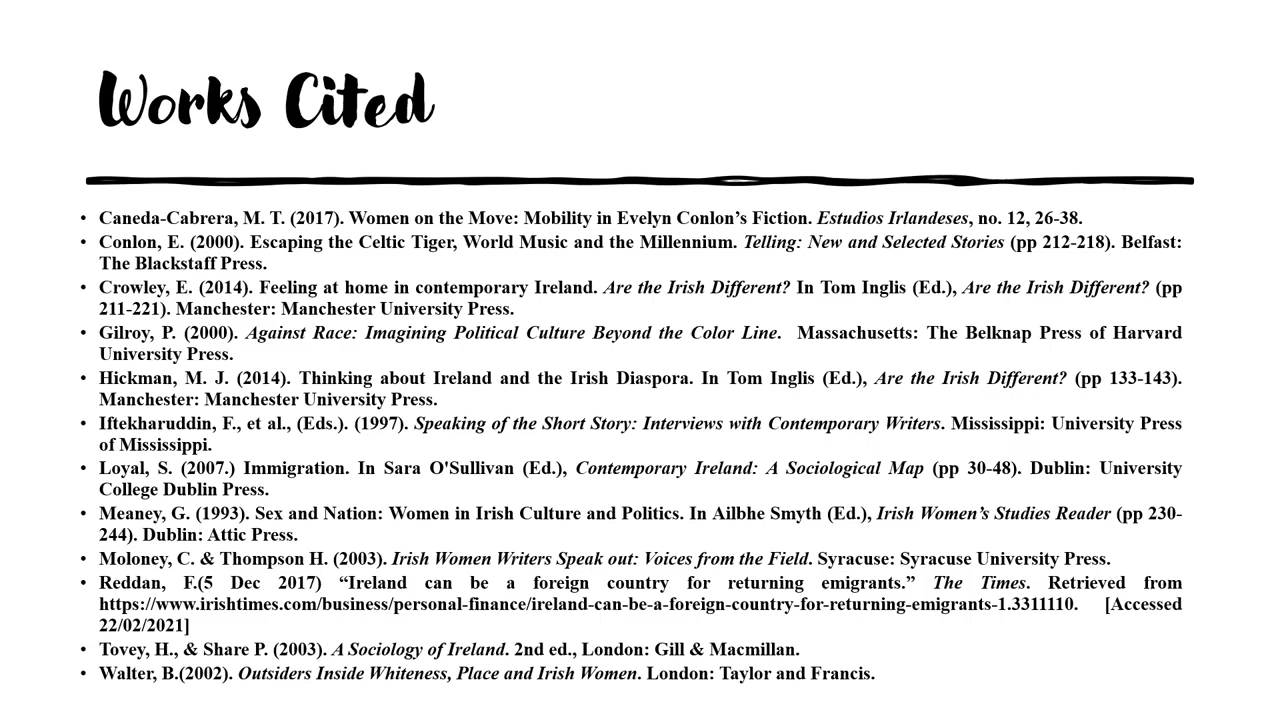 Works Cited
• Caneda-Cabrera, M. T. (2017). Women on the Move: Mobility in Evelyn Conlon’s Fiction. Estudios Irlandeses, no. 12, 26-38.
• Conlon, E. (2000). Escaping the Celtic Tiger, World Music and the Millennium. Telling: New and Selected Stories (pp 212-218). Belfast:
The Blackstaff Press.
• Crowley, E. (2014). Feeling at home in contemporary Ireland. Are the Irish Different? In Tom Inglis (Ed.), Are the Irish Different? (pp
211-221). Manchester: Manchester University Press.
• Gilroy, P. (2000). Against Race: Imagining Political Culture Beyond the Color Line. Massachusetts: The Belknap Press of Harvard
University Press.
• Hickman, M. J. (2014). Thinking about Ireland and the Irish Diaspora. In Tom Inglis (Ed.), Are the Irish Different? (pp 133-143).
Manchester: Manchester University Press.
• Iftekharuddin, F., et al., (Eds.). (1997). Speaking of the Short Story: Interviews with Contemporary Writers. Mississippi: University Press
of Mississippi.
• Loyal, S. (2007.) Immigration. In Sara O'Sullivan (Ed.), Contemporary Ireland: A Sociological Map (pp 30-48). Dublin: University
College Dublin Press.
• Meaney, G. (1993). Sex and Nation: Women in Irish Culture and Politics. In Ailbhe Smyth (Ed.), Irish Women’s Studies Reader (pp 230-
244). Dublin: Attic Press.
• Moloney, C. & Thompson H. (2003). Irish Women Writers Speak out: Voices from the Field. Syracuse: Syracuse University Press.
• Reddan, F.(5 Dec 2017) “Ireland can be a foreign country for returning emigrants.” The Times. Retrieved from
https://www.irishtimes.com/business/personal-finance/ireland-can-be-a-foreign-country-for-returning-emigrants-1.3311110. [Accessed
22/02/2021]
• Tovey, H., & Share P. (2003). A Sociology of Ireland. 2nd ed., London: Gill & Macmillan.
• Walter, B.(2002). Outsiders Inside Whiteness, Place and Irish Women. London: Taylor and Francis.